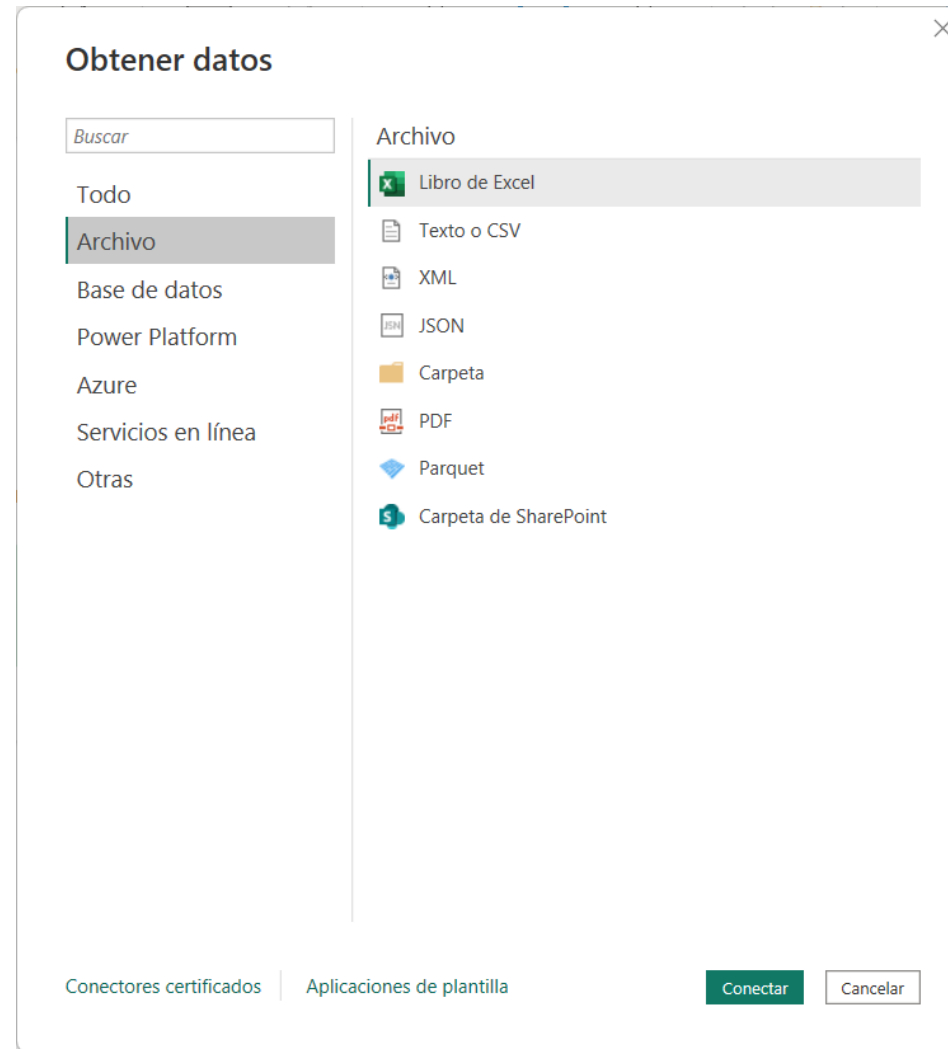 Obtener datos
Buscar
Todo
Archivo
Base de datos
Power Platform
Azure
Servicios en línea
Otras
Archivo
Libro de Excel
Texto o CSV
XML
JSON
Carpeta
PDF
Parquet
Carpeta de SharePoint
Conectores certificados
Aplicaciones de plantilla
Conectar
Cancelar